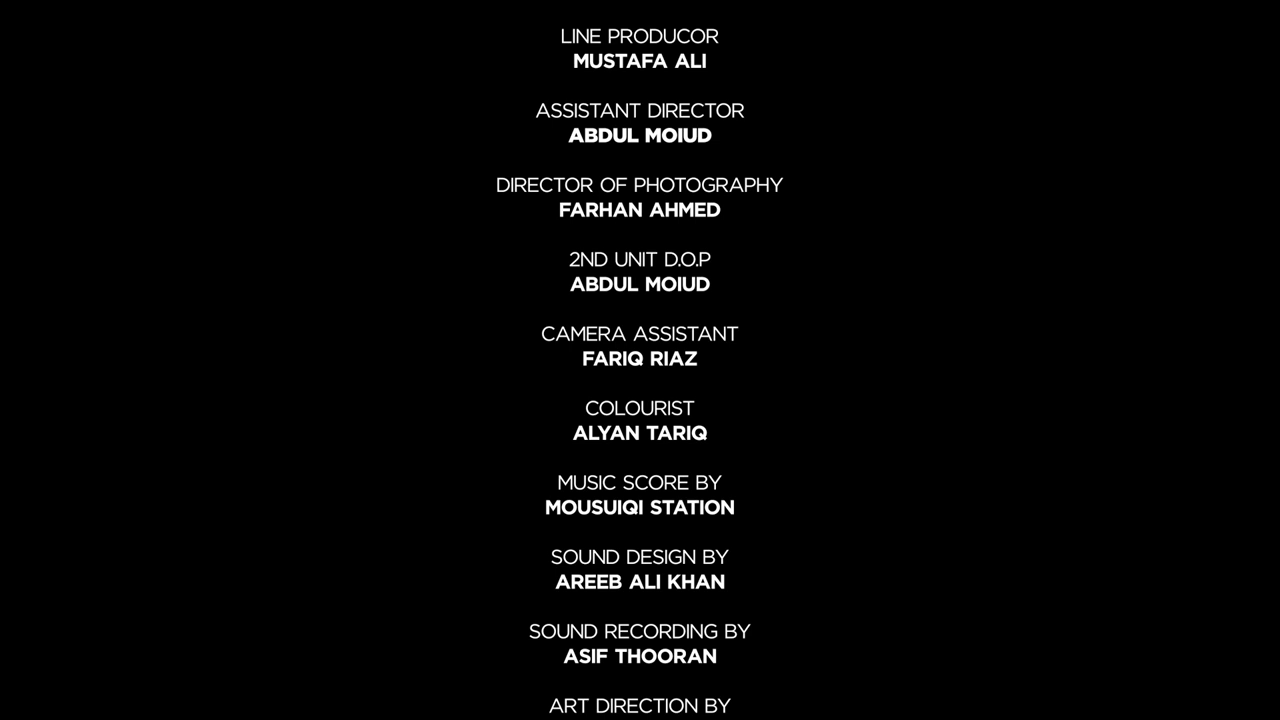 LINE PRODUCOR
MUSTAFA ALI
ASSISTANT DIRECTOR
ABDUL MOIUD
DIRECTOR OF PHOTOGRAPHY
FARHAN AHMED
2ND UNIT D.O.P
ABDUL MOIUD
CAMERA ASSISTANT
FARIQ RIAZ
COLOURIST
ALYAN TARIQ
MUSIC SCORE BY
MOUSUIQI STATION
SOUND DESIGN BY
AREEB ALI KHAN
SOUND RECORDING BY
ASIF THOORAN
ART DIRECTION BY